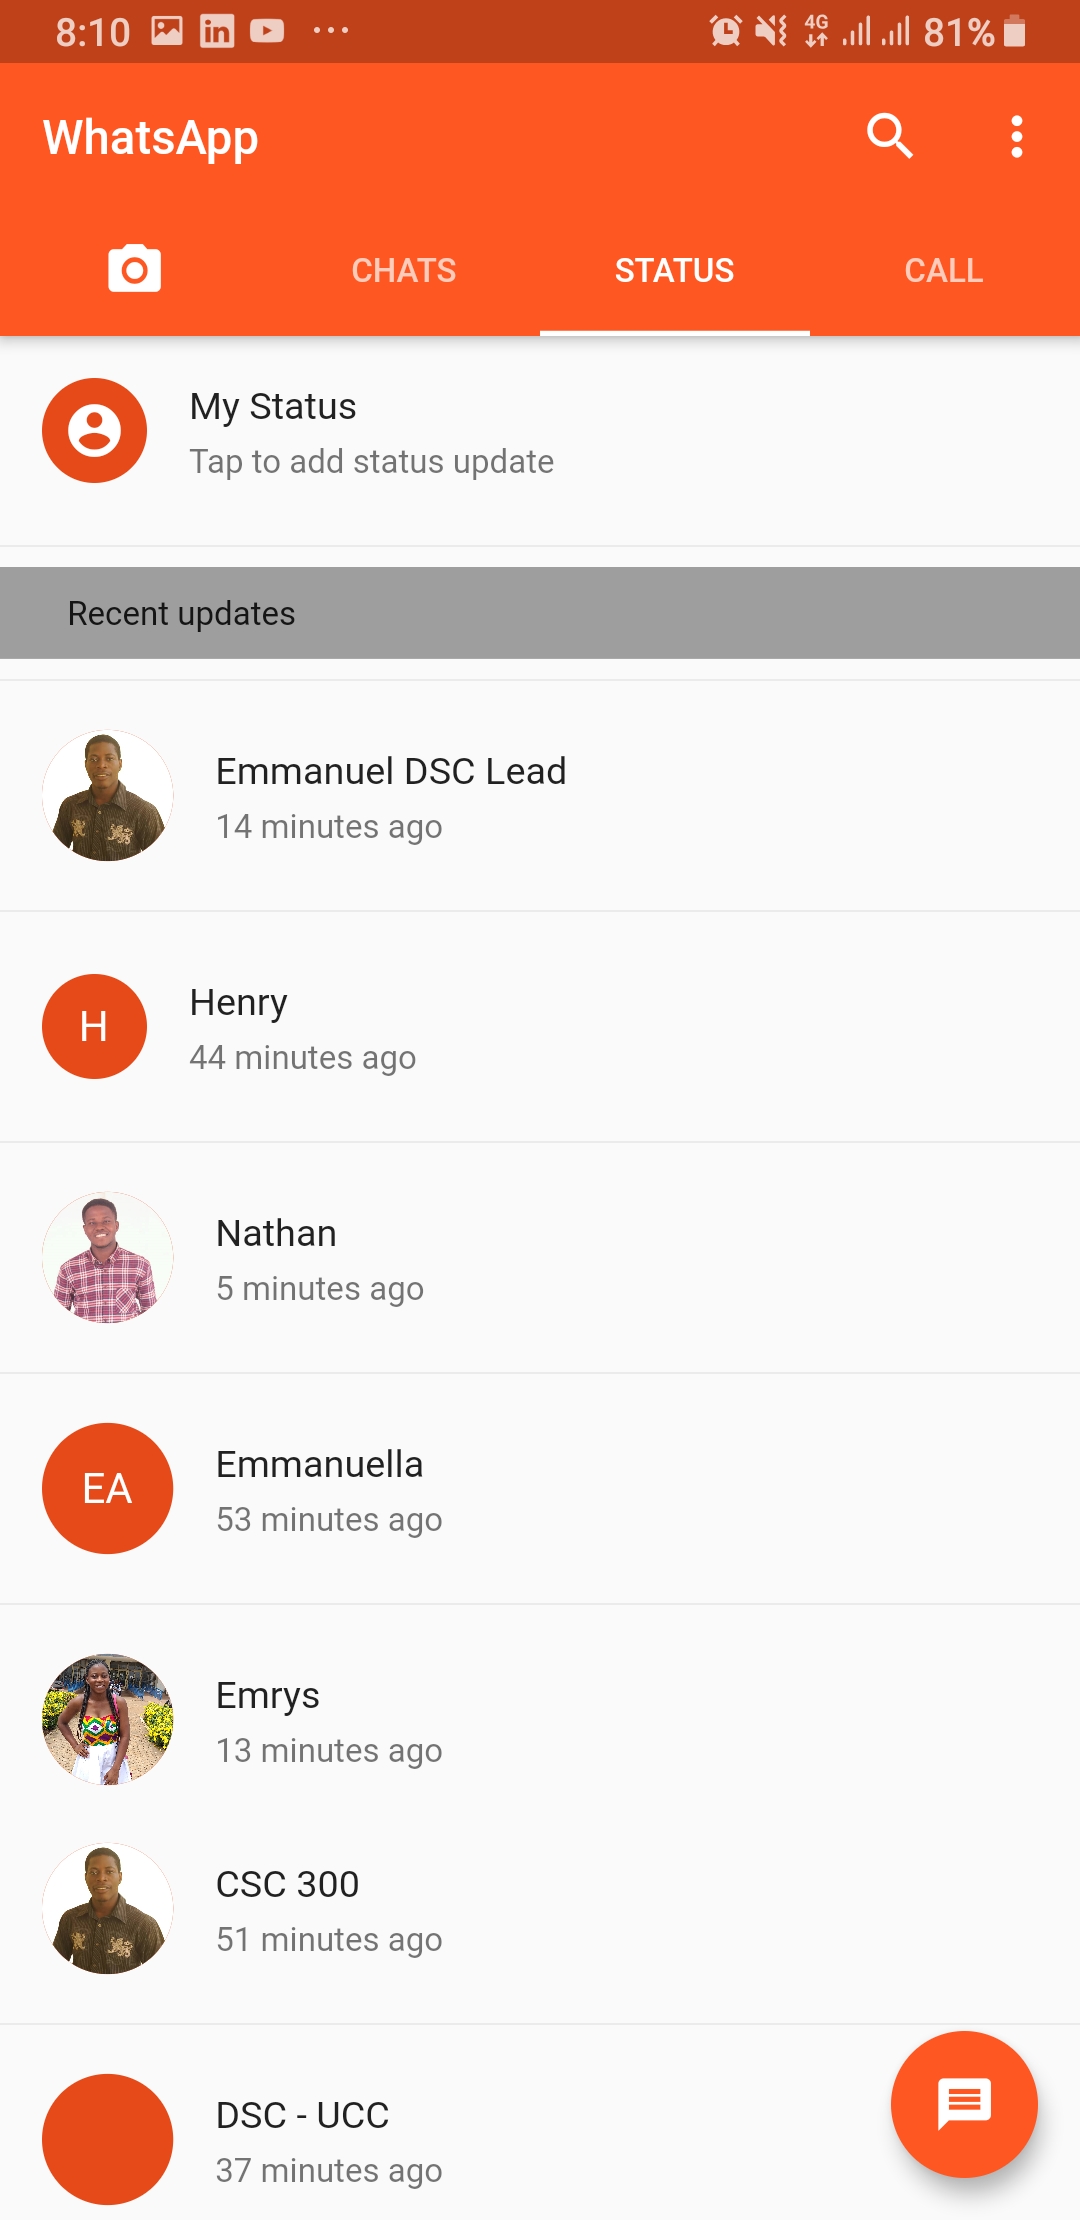 8:10 4G 81%
WhatsApp
CHATS STATUS CALL
My Status
Tap to add status update
Recent updates
Emmanuel DSC Lead
14 minutes ago
H
Henry
44 minutes ago
Nathan
5 minutes ago
EA
Emmanuella
53 minutes ago
Emrys
13 minutes ago
CSC 300
51 minutes ago
DSC - UCC
37 minutes ago